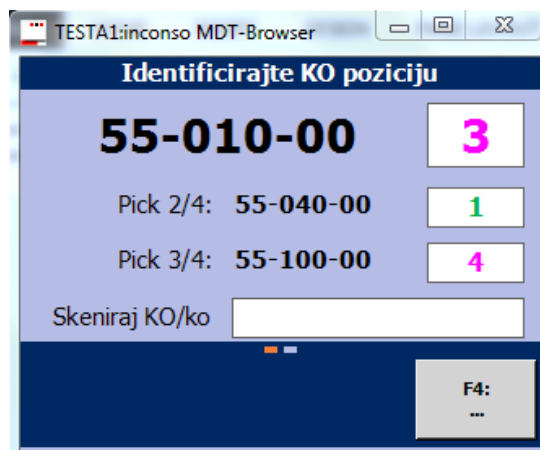 TESTA1:inconso MDT-Browser
Identificirajte KO poziciju
55-010-00 3
Pick 2/4: 55-040-00 1
Pick 3/4: 55-100-00 4
Skeniraj KO/ko
F4:
...